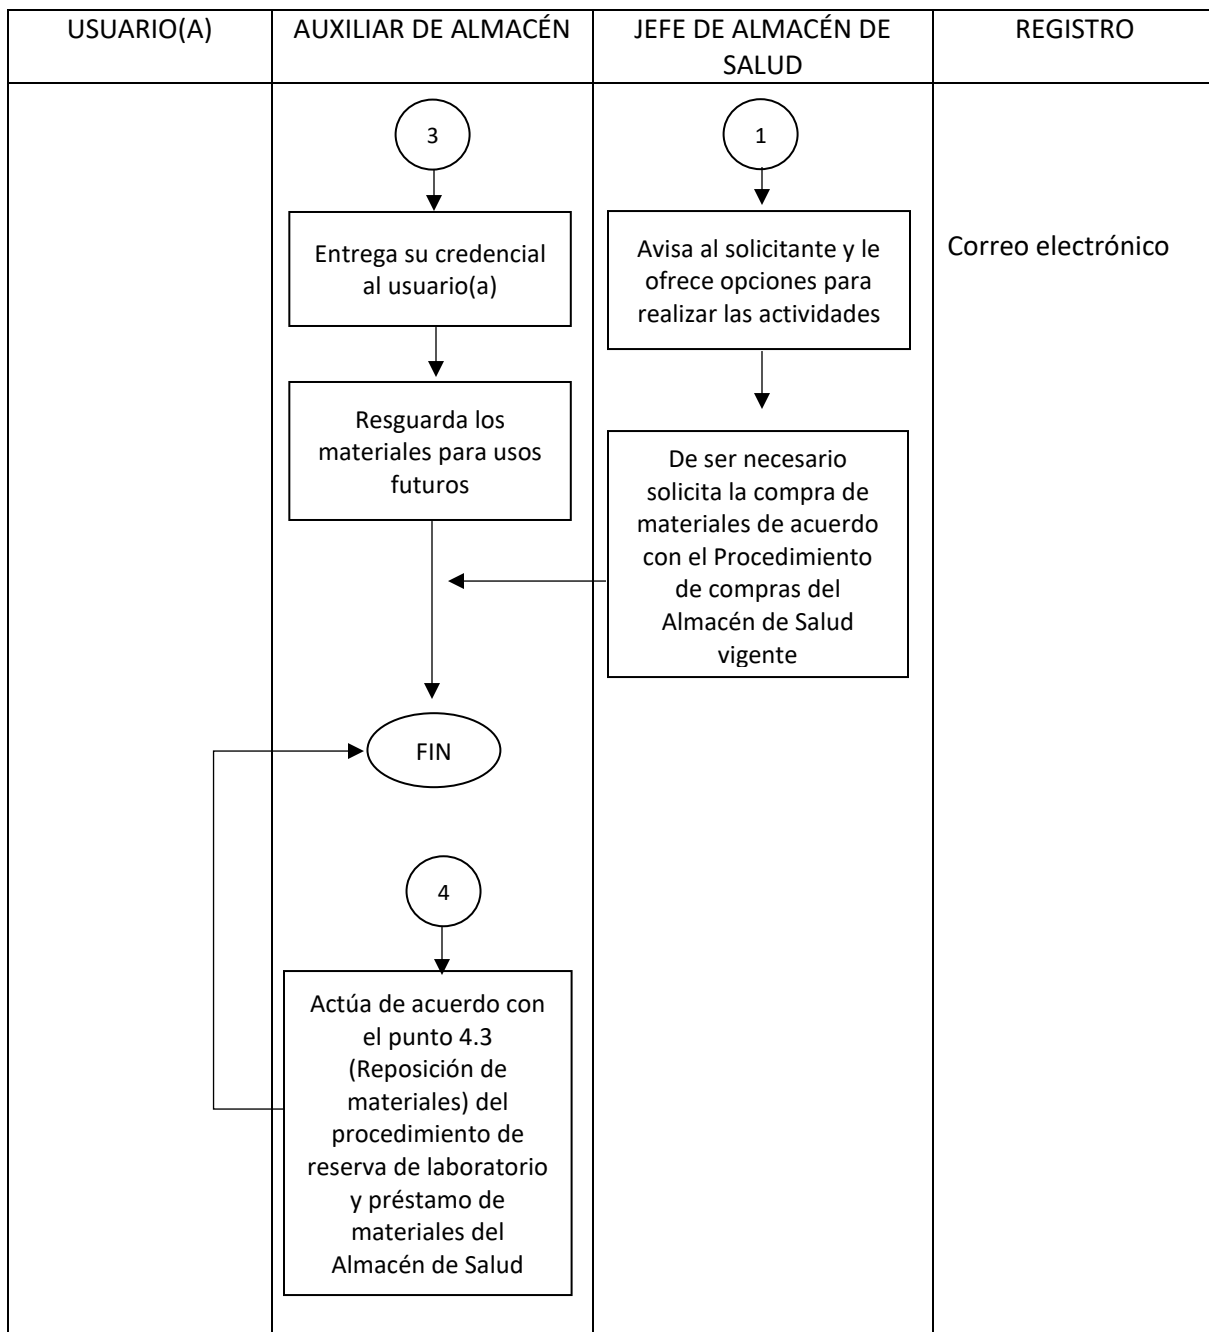 USUARIO(A)
AUXILIAR DE ALMACÉN
JEFE DE ALMACÉN DE
SALUD
REGISTRO
3
Entrega su credencial
al usuario(a)
Resguarda los
materiales para usos
futuros
FIN
4
Actúa de acuerdo con
el punto 4.3
(Reposición de
materiales) del
procedimiento de
reserva de laboratorio
y préstamo de
materiales del
Almacén de Salud
1
Avisa al solicitante y le
ofrece opciones para
realizar las actividades
De ser necesario
solicita la compra de
materiales de acuerdo
con el Procedimiento
de compras del
Almacén de Salud
vigente
Correo electrónico